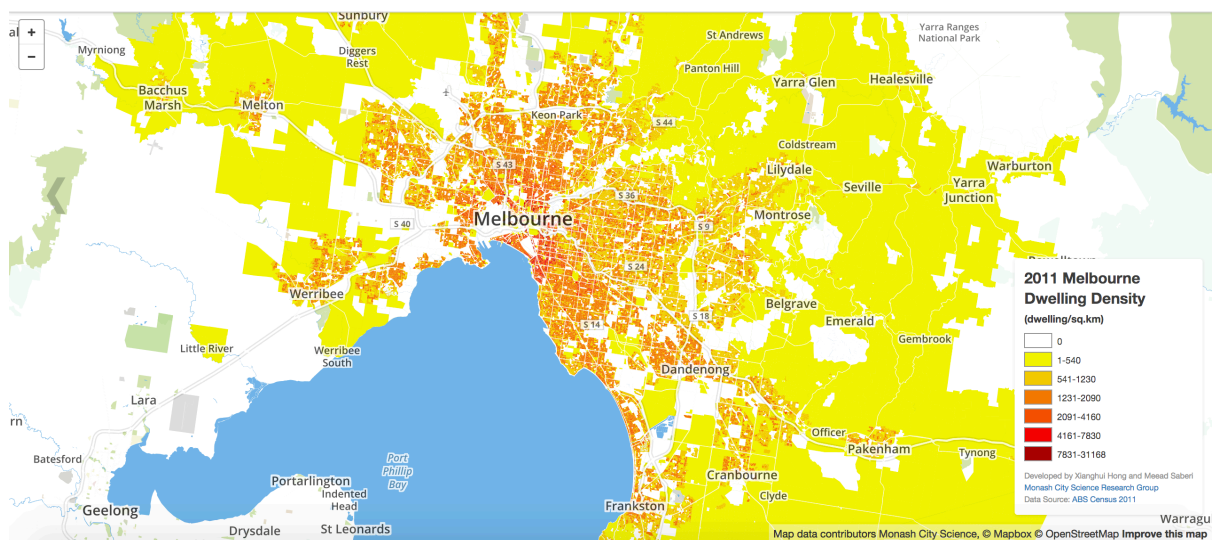 +
−
Sunbury
St Andrews
Yarra Ranges
National Park
al
Myrniong
Diggers
Rest
Panton Hill
Yarra Glen
Healesville
Bacchus
Marsh
Melton
Keon Park
S 44
Coldstream
S 43
Lilydale
Warburton
Seville
Yarra
Junction
S 36
Melbourne
S 40
S 9
Montrose
S 24
Werribee
Belgrave
Emerald
S 14
S 18
Gembrook
Little River
Werribee
South
Dandenong
Lara
rn
Officer
Pakenham
Tynong
Batesford
Port
Phillip
Bay
Cranbourne
Clyde
Portarlington
Indented
Head
Geelong
Frankston
Drysdale
St Leonards
Warragu
2011 Melbourne
Dwelling Density
(dwelling/sq.km)
0
1-540
541-1230
1231-2090
2091-4160
4161-7830
7831-31168
Developed by Xianghui Hong and Meead Saberi
Monash City Science Research Group
Data Source: ABS Census 2011
Map data contributors Monash City Science, © Mapbox © OpenStreetMap Improve this map